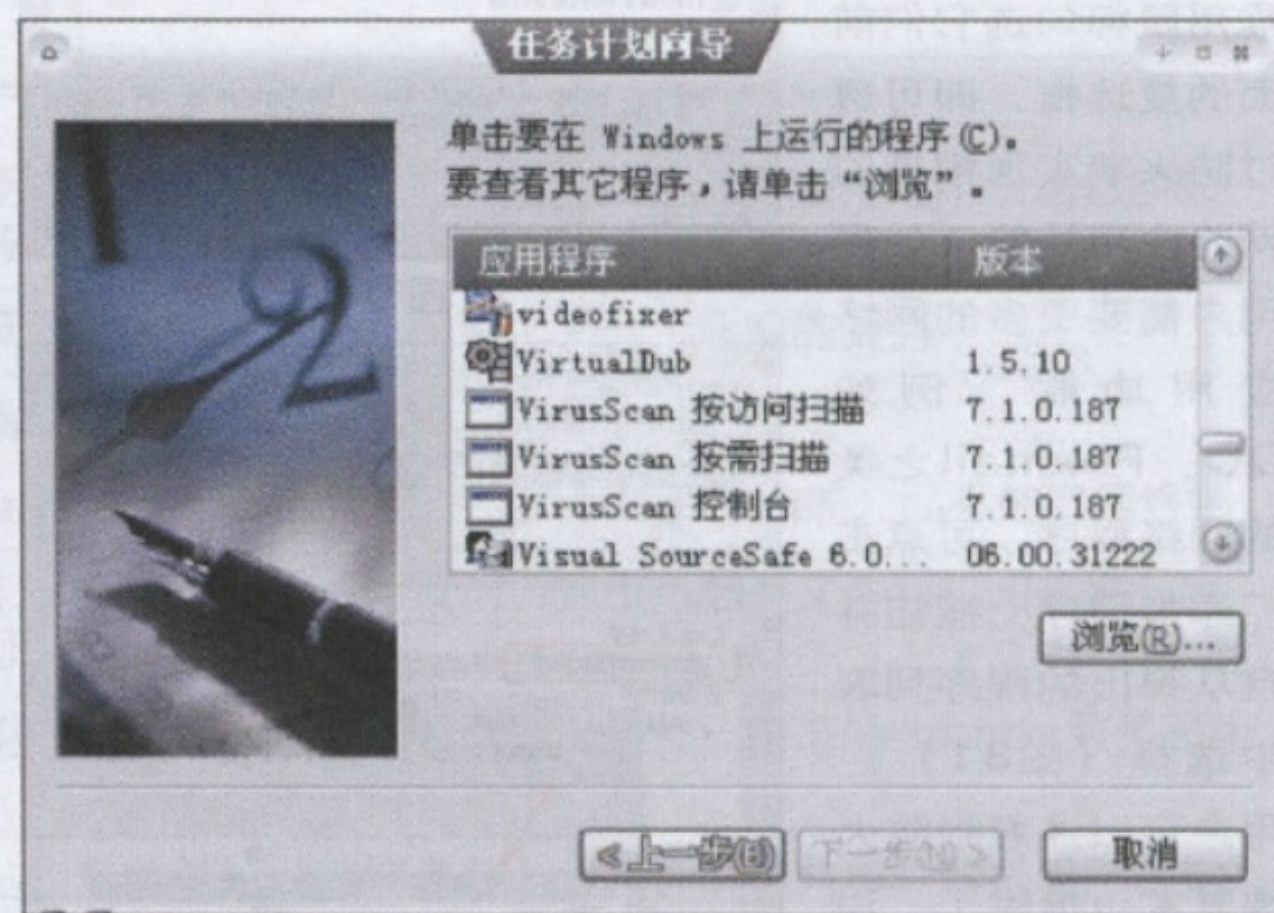 任务计划向导
单击要在 Windows 上运行的程序(C)。
要查看其它程序，请单击“浏览”。
应用程序 版本
videofixer
VirtualDub 1.5.10
VirusScan 按访问扫描 7.1.0.187
VirusScan 按需扫描 7.1.0.187
VirusScan 控制台 7.1.0.187
Visual SourceSafe 6.0... 06.00.31222
浏览(R)...
<上一步(B) 下一步(N)> 取消